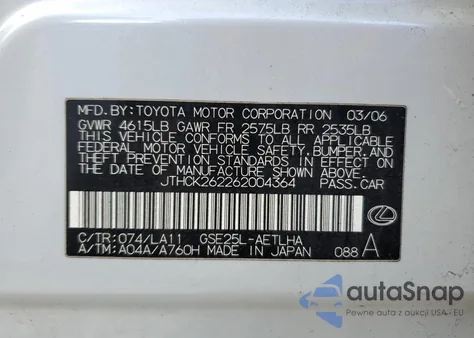 MFD. BY: TOYOTA MOTOR CORPORATION 03/06
GVWR 4615LB GAWR FR 2575LB RR 2535LB
THIS VEHICLE CONFORMS TO ALL APPLICABLE
FEDERAL MOTOR VEHICLE SAFETY, BUMPER, AND
THEFT PREVENTION STANDARDS IN EFFECT ON
THE DATE OF MANUFACTURE SHOWN ABOVE.
JTHCK262262004364 PASS. CAR
C/TR: 074/LA11 GSE25L-AETLHA
A/TM: A04A/A760H MADE IN JAPAN 088 A
autoSnap
Pewne auta z aukcji USA i EU